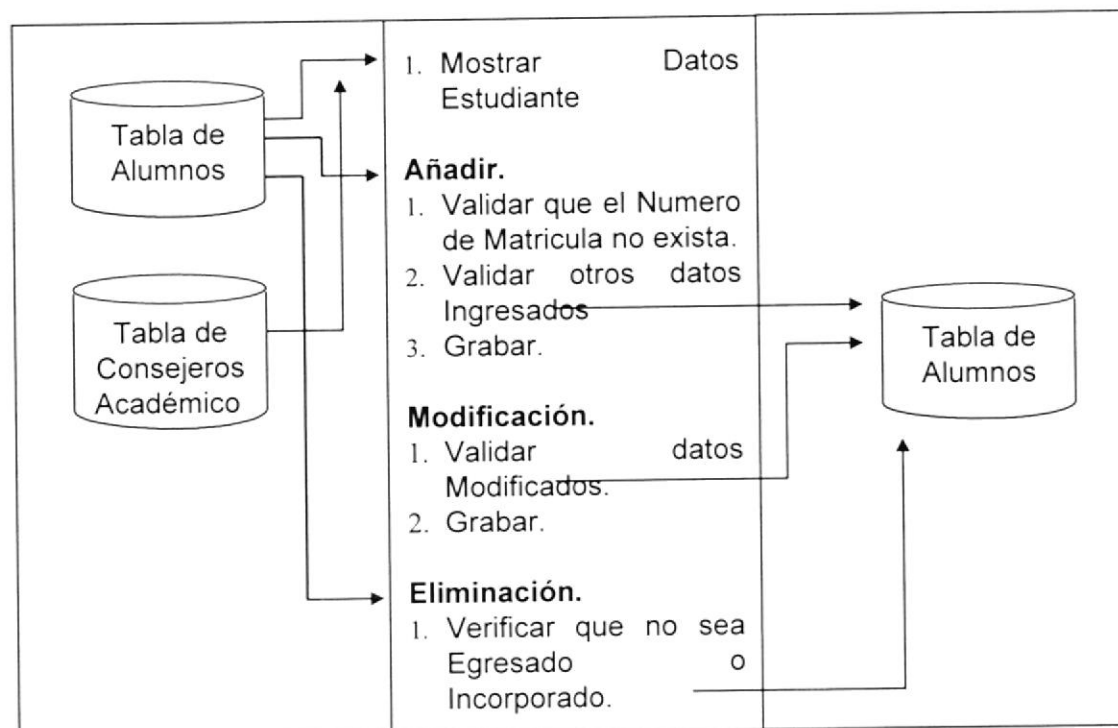 Tabla de
Alumnos
Tabla de
Consejeros
Académico
1. Mostrar Datos
Estudiante
Añadir.
1. Validar que el Numero
de Matricula no exista.
2. Validar otros datos
Ingresados
3. Grabar.
Modificación.
1. Validar datos
Modificados.
2. Grabar.
Eliminación.
1. Verificar que no sea
Egresado o
Incorporado.
Tabla de
Alumnos